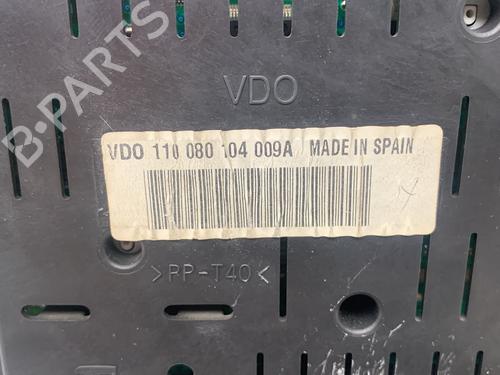 VDO
VDO 110 080 104 009A MADE IN SPAIN
>PP-T40<
B-PARTS